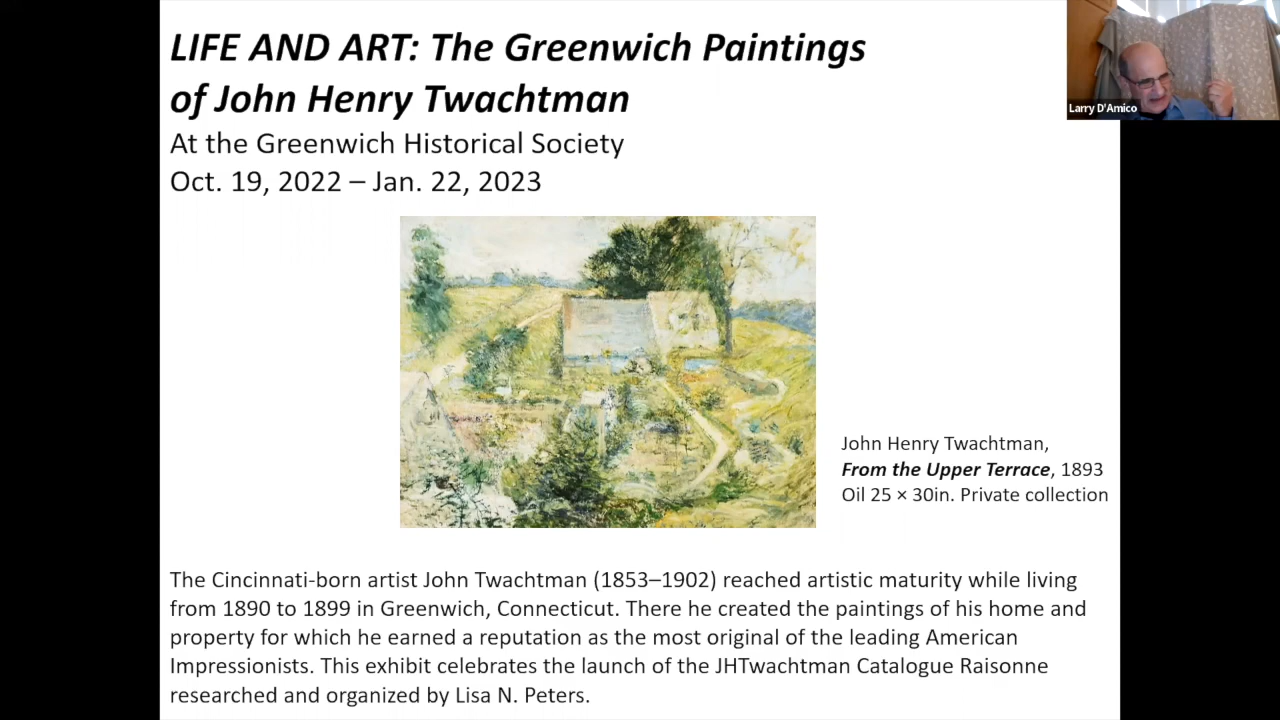 LIFE AND ART: The Greenwich Paintings
of John Henry Twachtman
At the Greenwich Historical Society
Oct. 19, 2022 – Jan. 22, 2023
Larry D'Amico
John Henry Twachtman,
From the Upper Terrace, 1893
Oil 25 × 30in. Private collection
The Cincinnati-born artist John Twachtman (1853–1902) reached artistic maturity while living
from 1890 to 1899 in Greenwich, Connecticut. There he created the paintings of his home and
property for which he earned a reputation as the most original of the leading American
Impressionists. This exhibit celebrates the launch of the JHTwachtman Catalogue Raisonne
researched and organized by Lisa N. Peters.